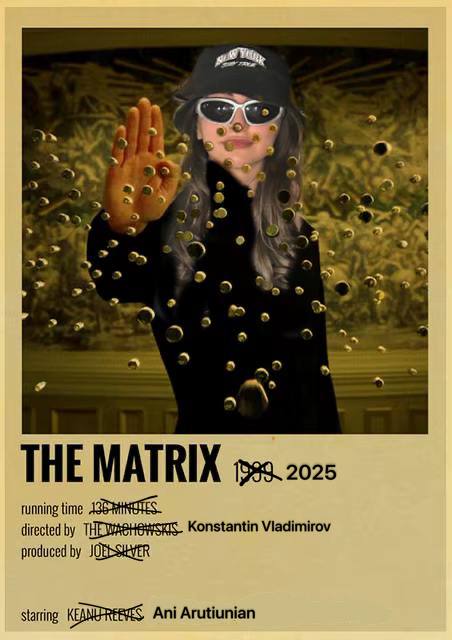 NEW YORK
THE MATRIX 1999 2025
running time 136 MINUTES
directed by THE WACHOWSKIS Konstantin Vladimirov
produced by JOEL SILVER
starring KEANU REEVES Ani Arutiunian